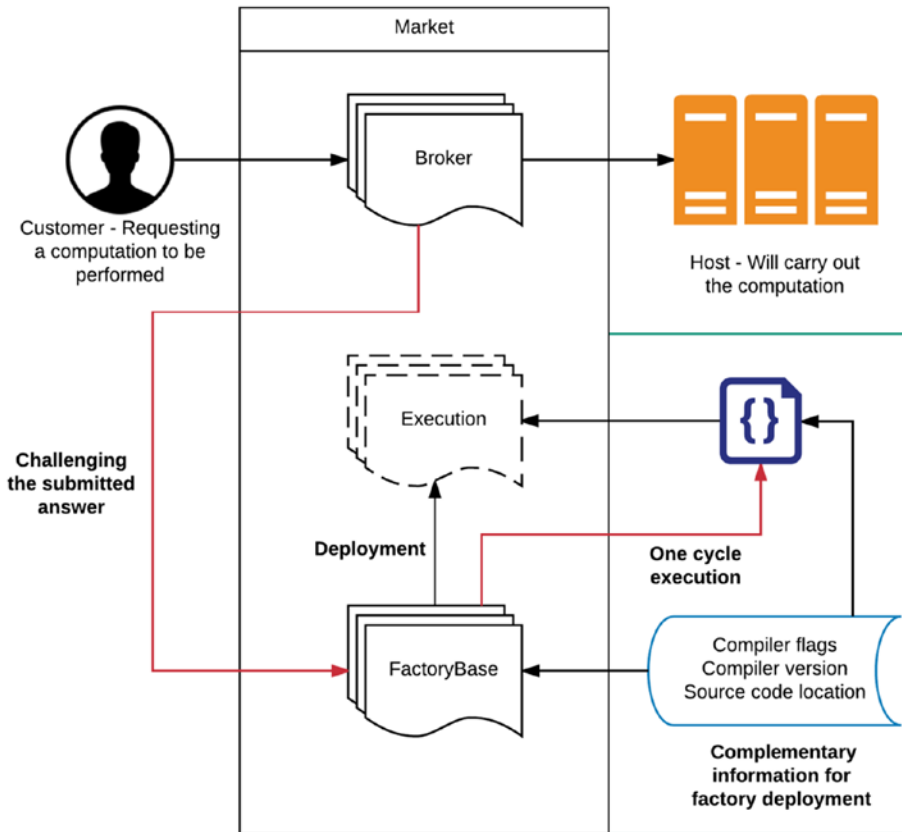 Market
Broker
Customer - Requesting
a computation to be
performed
Host - Will carry out
the computation
Execution
{}
Challenging
the submitted
answer
Deployment
One cycle
execution
FactoryBase
Compiler flags
Compiler version
Source code location
Complementary
information for
factory deployment